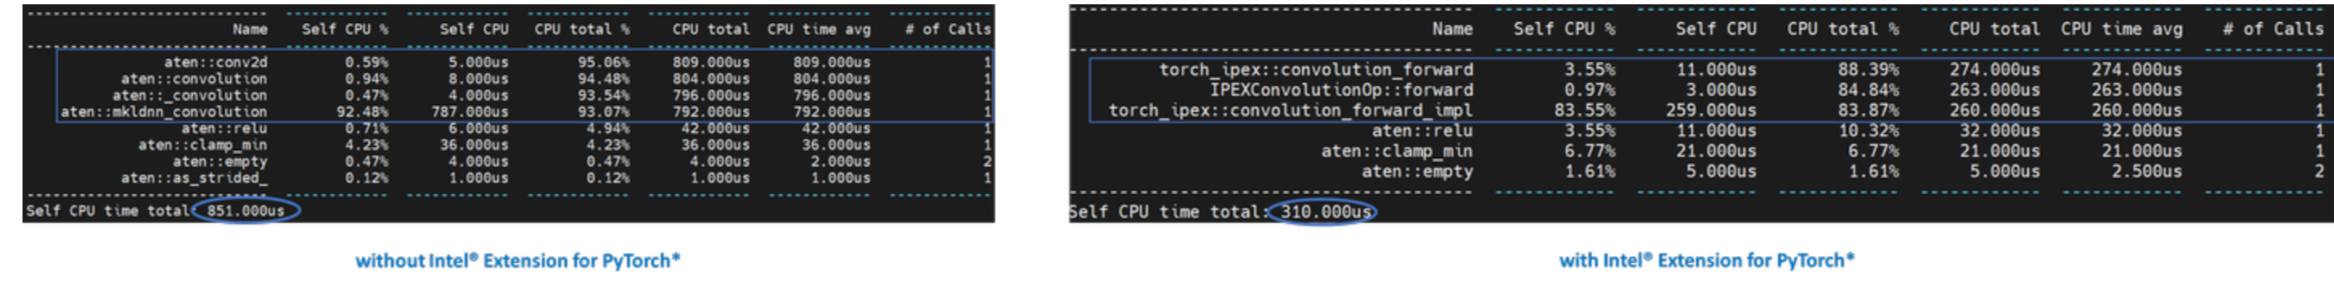 Name Self CPU % Self CPU CPU total % CPU total CPU time avg # of Calls
aten::conv2d 0.59% 5.000us 95.06% 809.000us 809.000us 1
aten::convolution 0.94% 8.000us 94.48% 804.000us 804.000us 1
aten::_convolution 0.47% 4.000us 93.54% 796.000us 796.000us 1
aten::mkldnn_convolution 92.48% 787.000us 93.07% 792.000us 792.000us 1
aten::relu 0.71% 6.000us 4.94% 42.000us 42.000us 1
aten::clamp_min 4.23% 36.000us 4.23% 36.000us 36.000us 1
aten::empty 0.47% 4.000us 0.47% 4.000us 2.000us 2
aten::as_strided_ 0.12% 1.000us 0.12% 1.000us 1.000us 1
Self CPU time total: 851.000us
without Intel® Extension for PyTorch*
Name Self CPU % Self CPU CPU total % CPU total CPU time avg # of Calls
torch_ipex::convolution_forward 3.55% 11.000us 88.39% 274.000us 274.000us 1
IPEXConvolutionOp::forward 0.97% 3.000us 84.84% 263.000us 263.000us 1
torch_ipex::convolution_forward_impl 83.55% 259.000us 83.87% 260.000us 260.000us 1
aten::relu 3.55% 11.000us 10.32% 32.000us 32.000us 1
aten::clamp_min 6.77% 21.000us 6.77% 21.000us 21.000us 1
aten::empty 1.61% 5.000us 1.61% 5.000us 2.500us 2
Self CPU time total: 310.000us
with Intel® Extension for PyTorch*